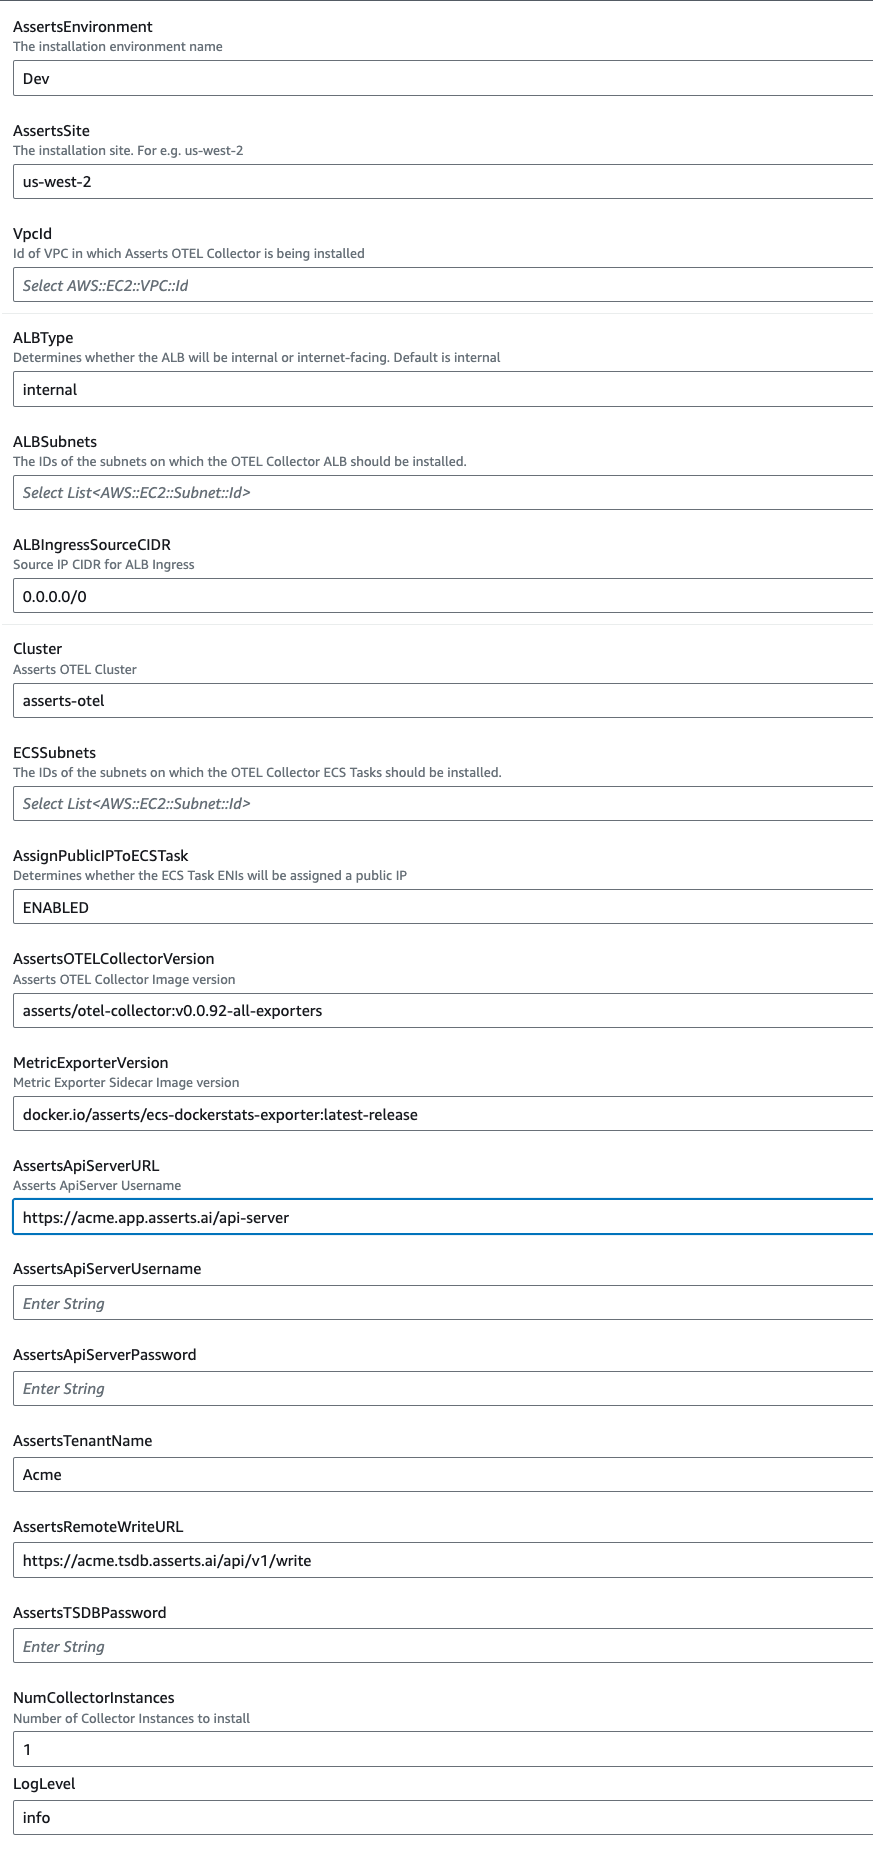 AssertsEnvironment
The installation environment name
Dev
AssertsSite
The installation site. For e.g. us-west-2
us-west-2
VpcId
Id of VPC in which Asserts OTEL Collector is being installed
Select AWS::EC2::VPC::Id
ALBType
Determines whether the ALB will be internal or internet-facing. Default is internal
internal
ALBSubnets
The IDs of the subnets on which the OTEL Collector ALB should be installed.
Select List<AWS::EC2::Subnet::Id>
ALBIngressSourceCIDR
Source IP CIDR for ALB Ingress
0.0.0.0/0
Cluster
Asserts OTEL Cluster
asserts-otel
ECSSubnets
The IDs of the subnets on which the OTEL Collector ECS Tasks should be installed.
Select List<AWS::EC2::Subnet::Id>
AssignPublicIPToECSTask
Determines whether the ECS Task ENIs will be assigned a public IP
ENABLED
AssertsOTELCollectorVersion
Asserts OTEL Collector Image version
asserts/otel-collector:v0.0.92-all-exporters
MetricExporterVersion
Metric Exporter Sidecar Image version
docker.io/asserts/ecs-dockerstats-exporter:latest-release
AssertsApiServerURL
Asserts ApiServer Username
https://acme.app.asserts.ai/api-server
AssertsApiServerUsername
Enter String
AssertsApiServerPassword
Enter String
AssertsTenantName
Acme
AssertsRemoteWriteURL
https://acme.tsdb.asserts.ai/api/v1/write
AssertsTSDBPassword
Enter String
NumCollectorInstances
Number of Collector Instances to install
1
LogLevel
info